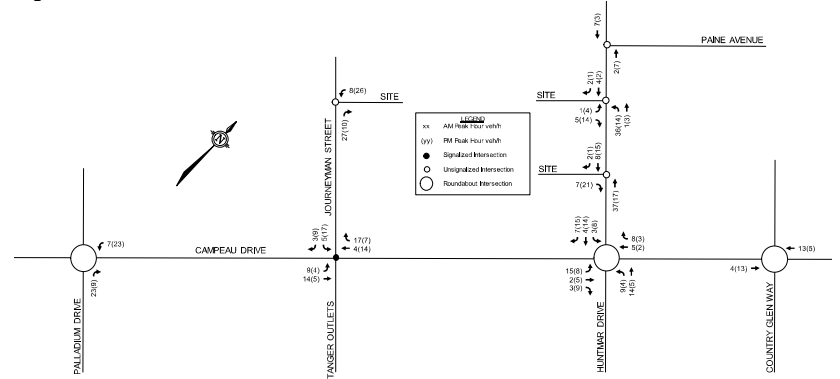 7(3)
PAINE AVENUE
2(7)
8(26)
SITE
27(10)
JOURNEYMAN STREET
LEGEND
xx AM Peak Hour veh/h
(yy) PM Peak Hour veh/h
Signalized Intersection
Unsignalized Intersection
Roundabout Intersection
N
SITE
2(1)
4(2)
1(4)
5(14)
36(14)
1(3)
SITE
2(1)
8(15)
7(21)
37(17)
7(23)
CAMPEAU DRIVE
23(9)
PALLADIUM DRIVE
3(9)
5(17)
17(7)
4(14)
9(4)
14(5)
TANGER OUTLETS
7(15)
4(14)
3(8)
8(3)
5(2)
15(8)
2(5)
3(9)
9(4)
14(5)
HUNTMAR DRIVE
13(5)
4(13)
COUNTRY GLEN WAY